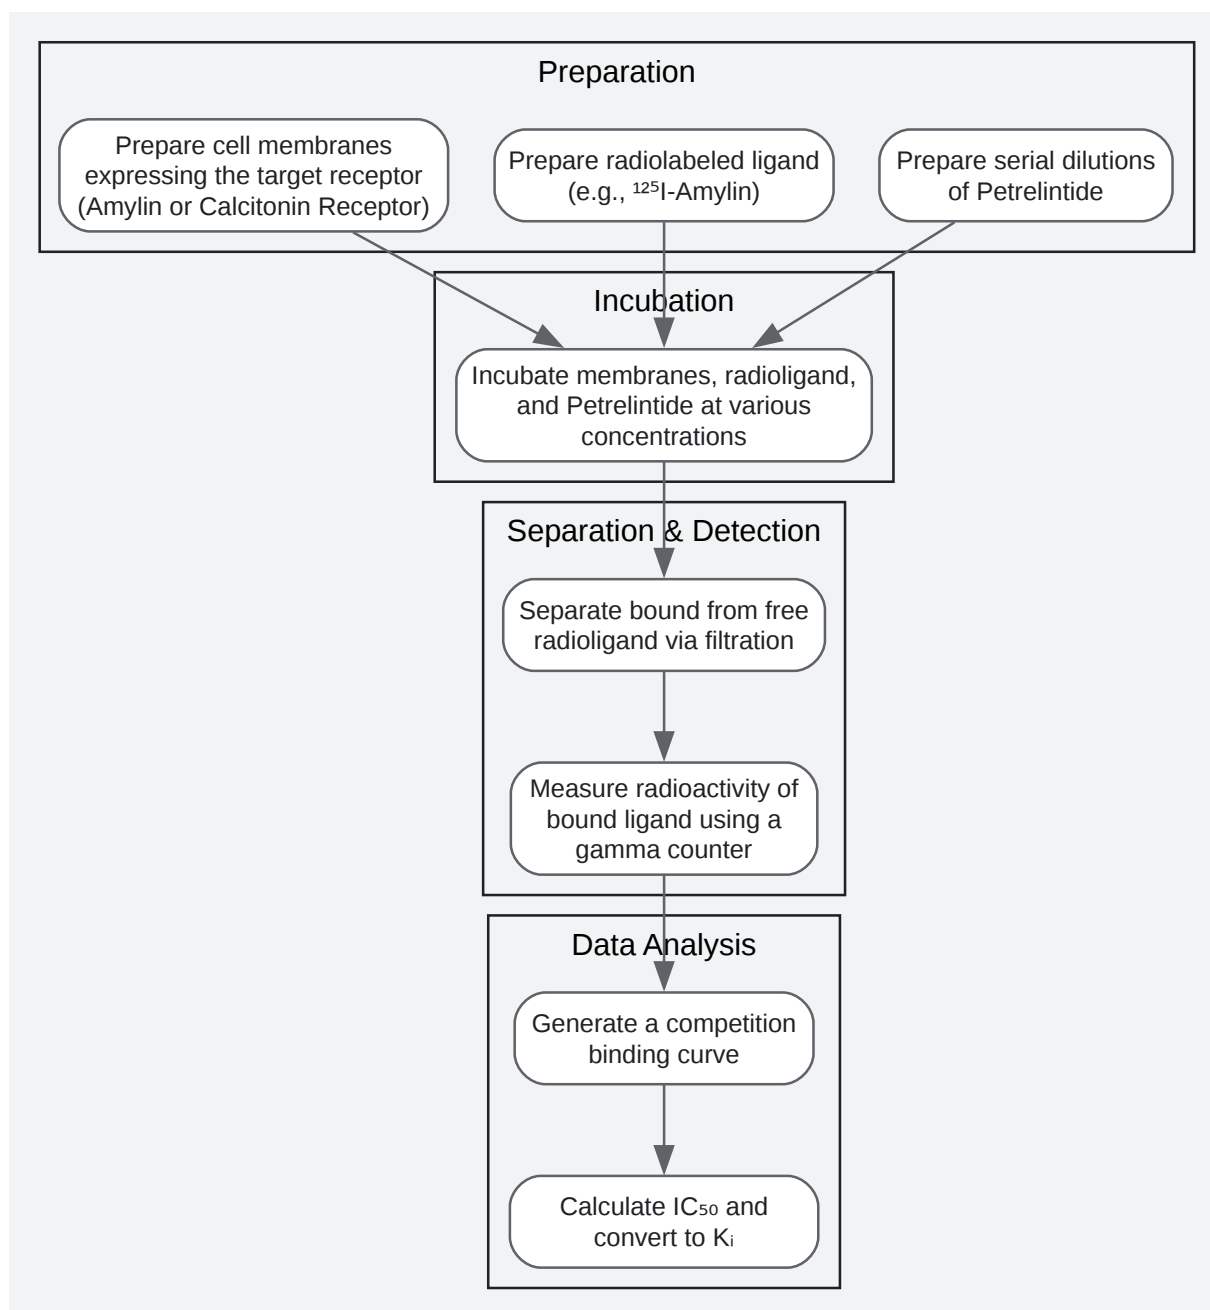 Preparation
Prepare cell membranes
expressing the target receptor
(Amylin or Calcitonin Receptor)
Prepare radiolabeled ligand
(e.g., ¹²⁵I-Amylin)
Prepare serial dilutions
of Petrelintide
Incubation
Incubate membranes, radioligand,
and Petrelintide at various
concentrations
Separation & Detection
Separate bound from free
radioligand via filtration
Measure radioactivity of
bound ligand using a
gamma counter
Data Analysis
Generate a competition
binding curve
Calculate IC₅₀ and
convert to Kᵢ